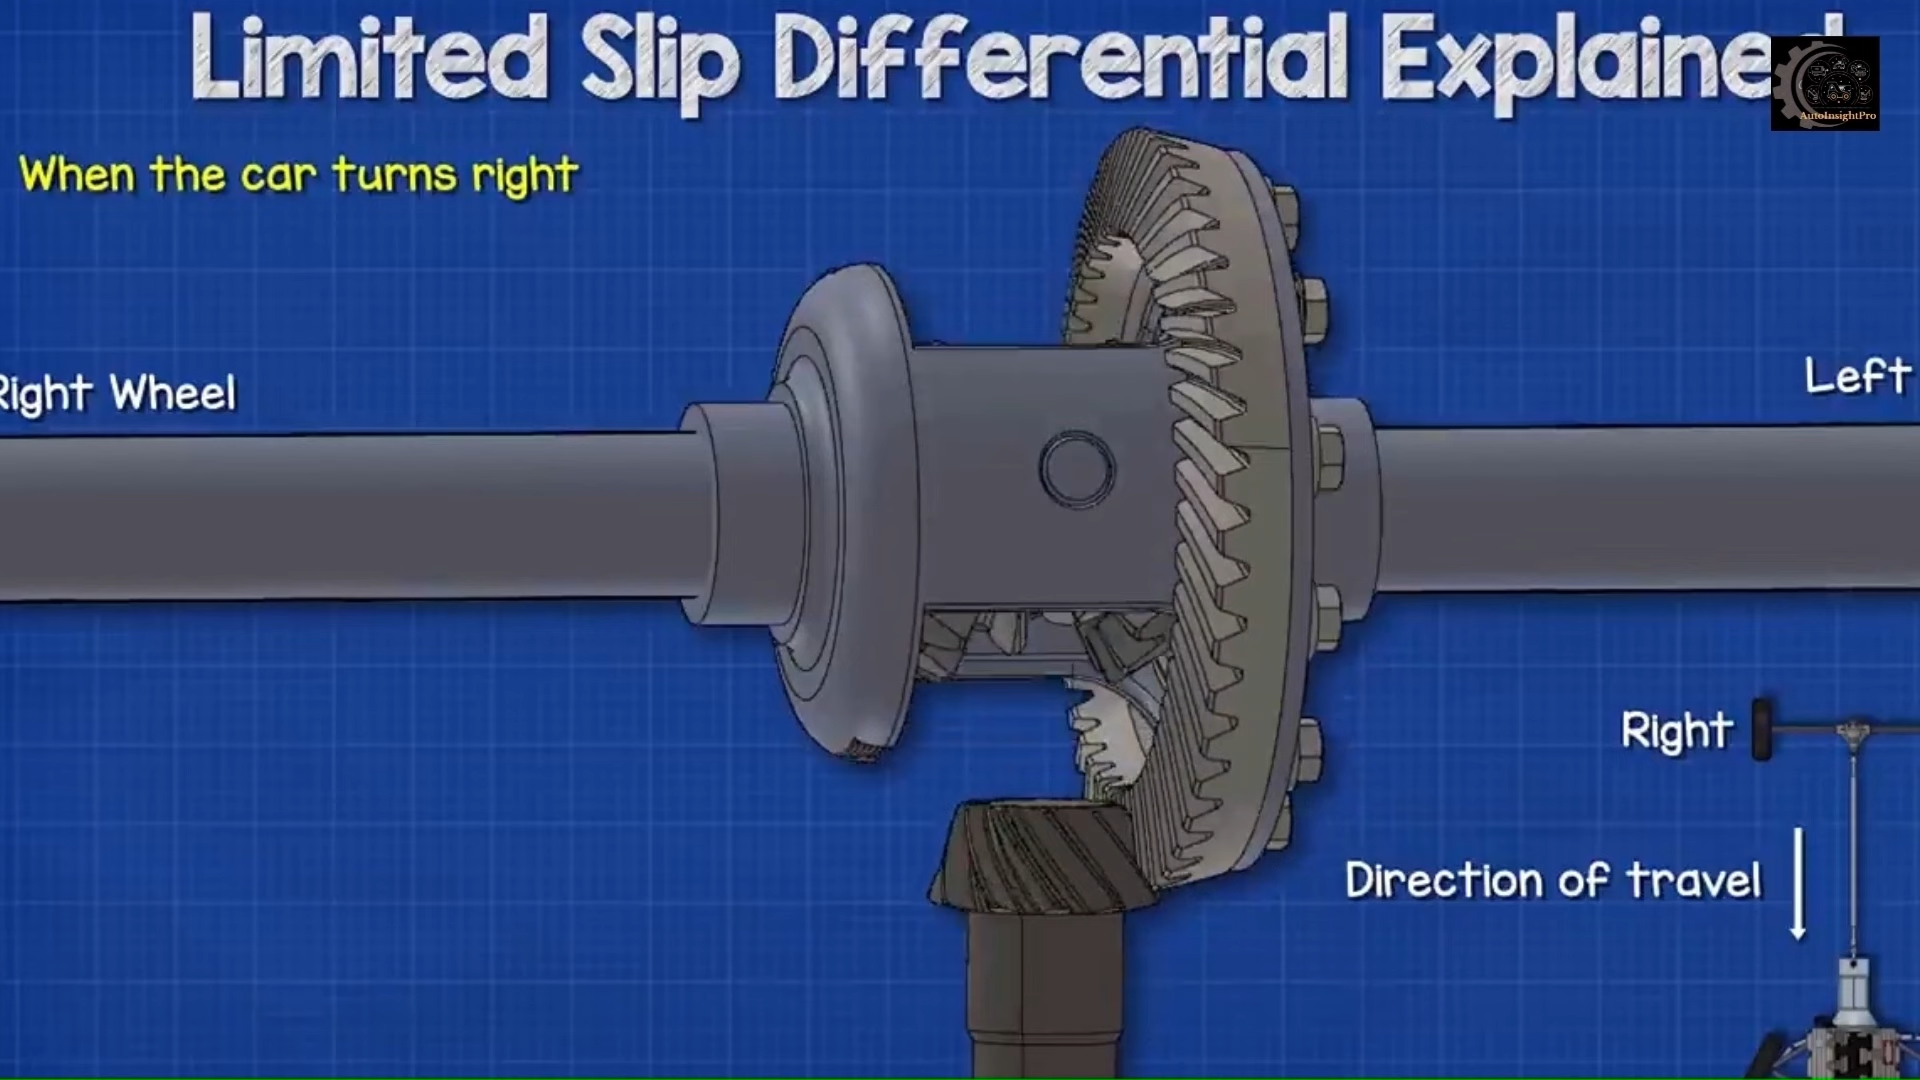 Limited Slip Differential Explained
AutoInsightPro
When the car turns right
Right Wheel
Left
Right
Direction of travel